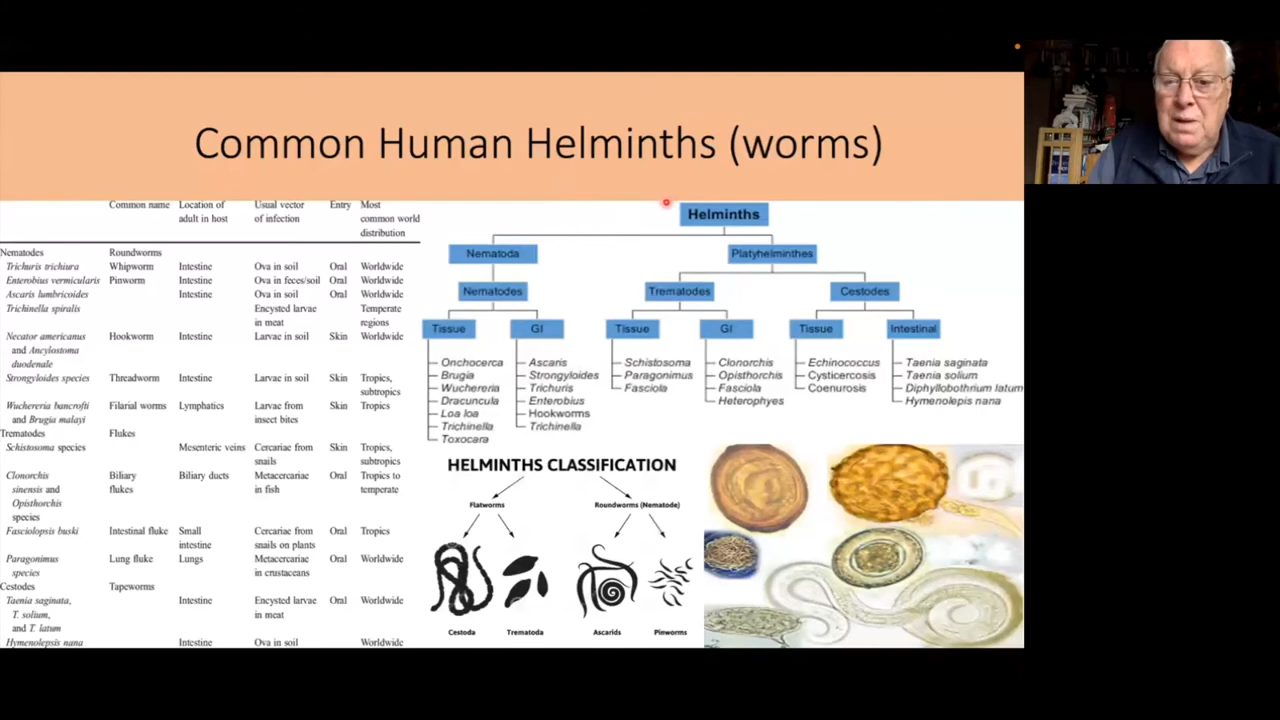 Common Human Helminths (worms)
Common name Location of adult in host Usual vector of infection Entry Most common world distribution
Nematodes Roundworms
Trichuris trichiura Whipworm Intestine Ova in soil Oral Worldwide
Enterobius vermicularis Pinworm Intestine Ova in feces/soil Oral Worldwide
Ascaris lumbricoides Intestine Ova in soil Oral Worldwide
Trichinella spiralis Encysted larvae in meat Temperate regions
Necator americanus and Ancylostoma duodenale Hookworm Intestine Larvae in soil Skin Worldwide
Strongyloides species Threadworm Intestine Larvae in soil Skin Tropics, subtropics
Wuchereria bancrofti and Brugia malayi Filarial worms Lymphatics Larvae from insect bites Skin Tropics
Trematodes Flukes
Schistosoma species Mesenteric veins Cercariae from snails Skin Tropics, subtropics
Clonorchis sinensis and Opisthorchis species Biliary flukes Biliary ducts Metacercariae in fish Oral Tropics to temperate
Fasciolopsis buski Intestinal fluke Small intestine Cercariae from snails on plants Oral Tropics
Paragonimus species Lung fluke Lungs Metacercariae in crustaceans Oral Worldwide
Cestodes Tapeworms
Taenia saginata, T. solium, and T. latum Intestine Encysted larvae in meat Oral Worldwide
Hymenolepsis nana Intestine Ova in soil Worldwide
Helminths
Nematoda Platyhelminthes
Nematodes Trematodes Cestodes
Tissue GI Tissue GI Tissue Intestinal
Onchocerca Ascaris Schistosoma Clonorchis Echinococcus Taenia saginata
Brugia Strongyloides Paragonimus Opisthorchis Cysticercosis Taenia solium
Wuchereria Trichuris Fasciola Fasciola Coenurosis Diphyllobothrium latum
Dracuncula Enterobius Heterophyes Hymenolepis nana
Loa loa Hookworms
Trichinella Trichinella
Toxocara
HELMINTHS CLASSIFICATION
Flatworms Roundworms (Nematode)
Cestoda Trematoda Ascarids Pinworms